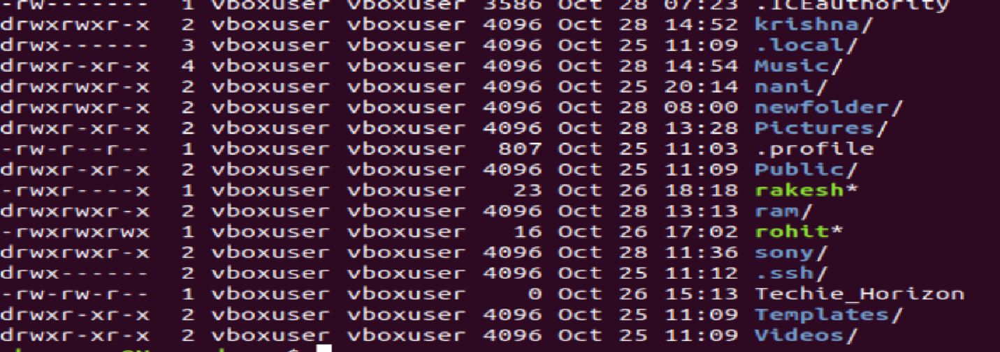 -rw------- 1 vboxuser vboxuser 3586 Oct 28 07:23 .ICEauthority
drwxrwxr-x 2 vboxuser vboxuser 4096 Oct 28 14:52 krishna/
drwx------ 3 vboxuser vboxuser 4096 Oct 25 11:09 .local/
drwxr-xr-x 4 vboxuser vboxuser 4096 Oct 28 14:54 Music/
drwxrwxr-x 2 vboxuser vboxuser 4096 Oct 25 20:14 nani/
drwxrwxr-x 2 vboxuser vboxuser 4096 Oct 28 08:00 newfolder/
drwxr-xr-x 2 vboxuser vboxuser 4096 Oct 28 13:28 Pictures/
-rw-r--r-- 1 vboxuser vboxuser 807 Oct 25 11:03 .profile
drwxr-xr-x 2 vboxuser vboxuser 4096 Oct 25 11:09 Public/
-rwxr----x 1 vboxuser vboxuser 23 Oct 26 18:18 rakesh*
drwxrwxr-x 2 vboxuser vboxuser 4096 Oct 28 13:13 ram/
-rwxrwxrwx 1 vboxuser vboxuser 16 Oct 26 17:02 rohit*
drwxrwxr-x 2 vboxuser vboxuser 4096 Oct 28 11:36 sony/
drwx------ 2 vboxuser vboxuser 4096 Oct 25 11:12 .ssh/
-rw-rw-r-- 1 vboxuser vboxuser 0 Oct 26 15:13 Techie_Horizon
drwxr-xr-x 2 vboxuser vboxuser 4096 Oct 25 11:09 Templates/
drwxr-xr-x 2 vboxuser vboxuser 4096 Oct 25 11:09 Videos/